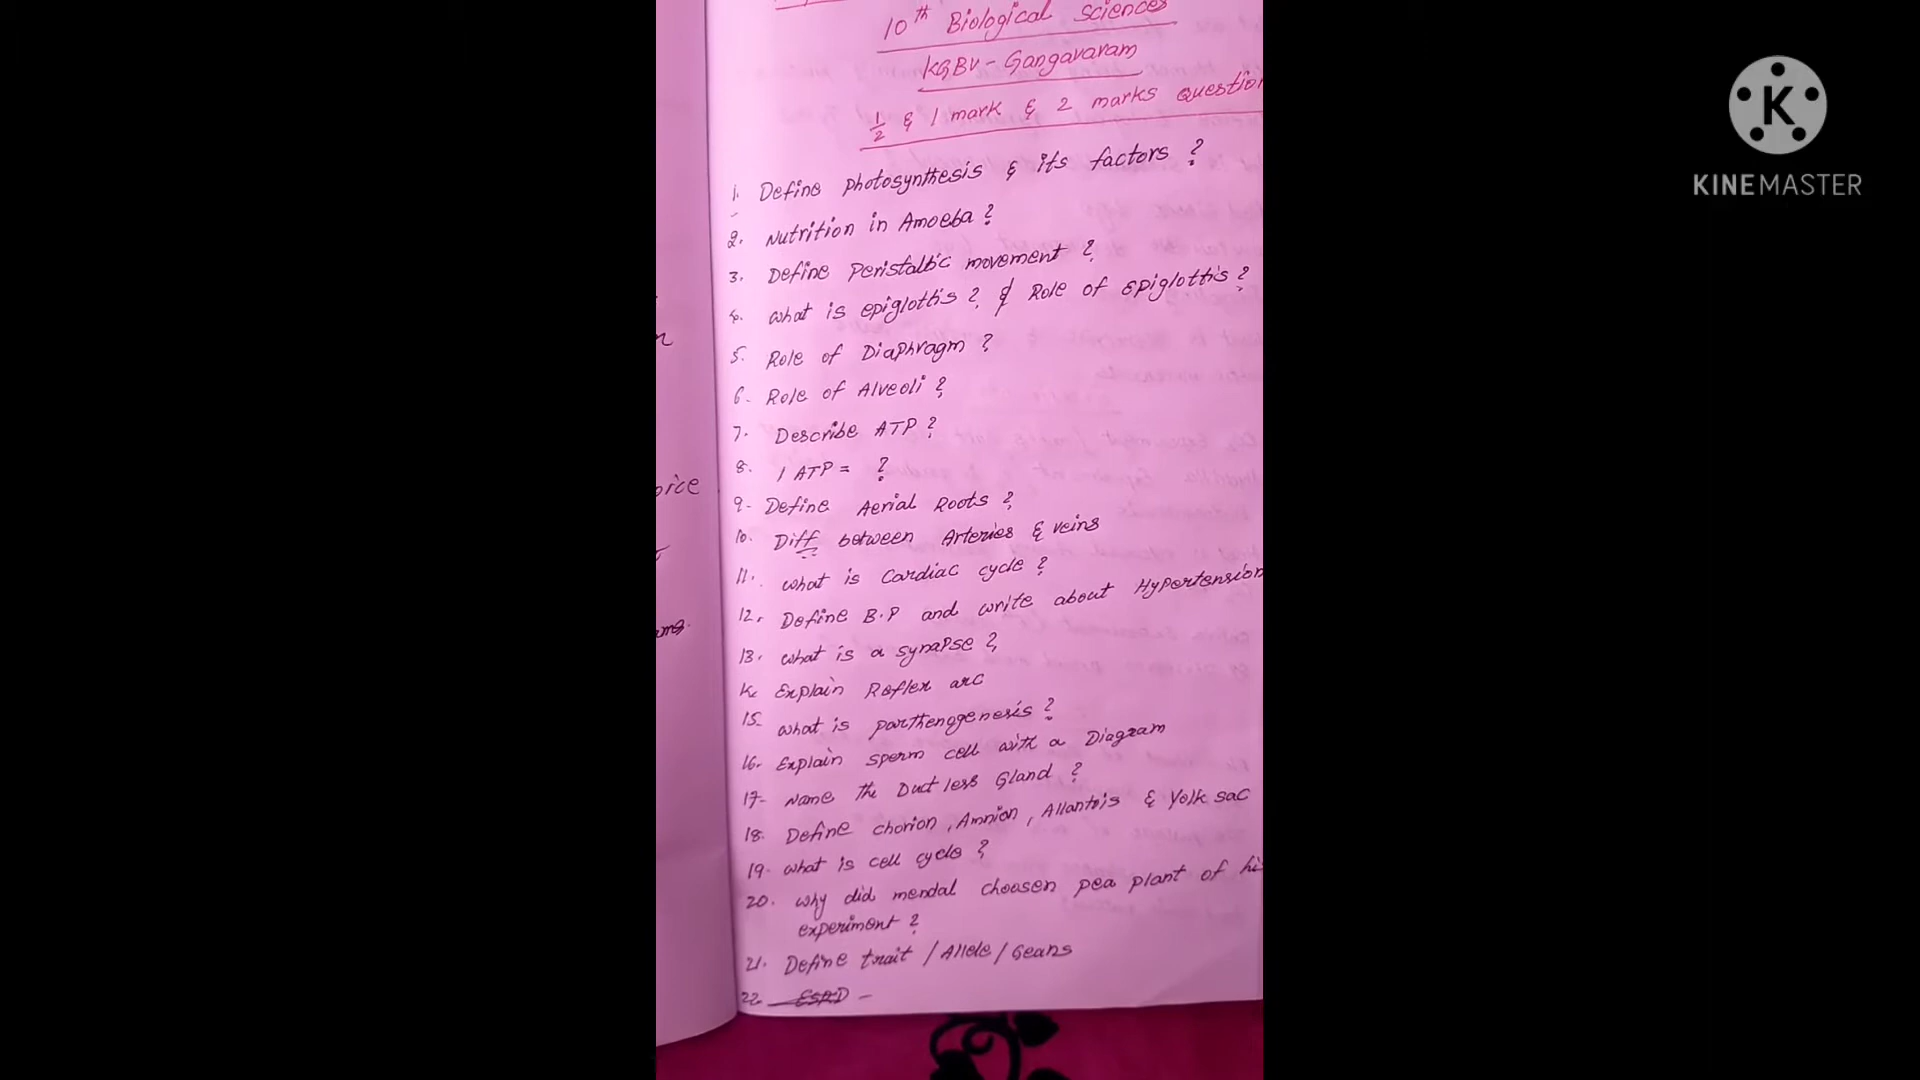 10th Biological Sciences
KGBV - Gangavaram
1/2 & 1 mark & 2 marks question
1. Define photosynthesis & its factors ?
2. Nutrition in Amoeba ?
3. Define Peristaltic movement ?
4. what is epiglottis ? & Role of epiglottis ?
5. Role of Diaphragm ?
6. Role of Alveoli ?
7. Describe ATP ?
8. 1 ATP = ?
9. Define Aerial Roots ?
10. Diff between Arteries & veins
11. what is Cardiac cycle ?
12. Define B.P and write about Hypertension
13. what is a synapse ?
14. Explain Reflex arc
15. what is parthenogenesis ?
16. Explain sperm cell with a Diagram
17. Name the Ductless Gland ?
18. Define chorion, Amnion, Allantois & Yolk sac
19. what is cell cycle ?
20. why did mendal choosen pea plant of hi
experiment ?
21. Define trait / Allele / Geans
22.
oice
K
KINEMASTER